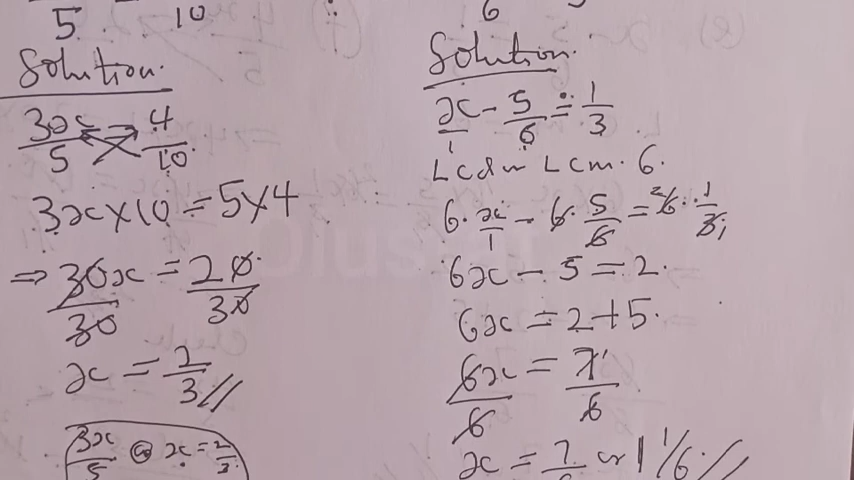 5 10
Solution.
3x/5 = 4/10
3x × 10 = 5 × 4
⇒ 30x/30 = 20/30
x = 2/3 //
3x/5 @ x = 2/3
6
Solution.
x/1 - 5/6 = 1/3
Lcd or Lcm. 6.
6 · x/1 - 6 · 5/6 = ²6 · 1/3
6x - 5 = 2.
6x = 2 + 5.
6x/6 = 7/6
x = 7/6 or 1 1/6 //